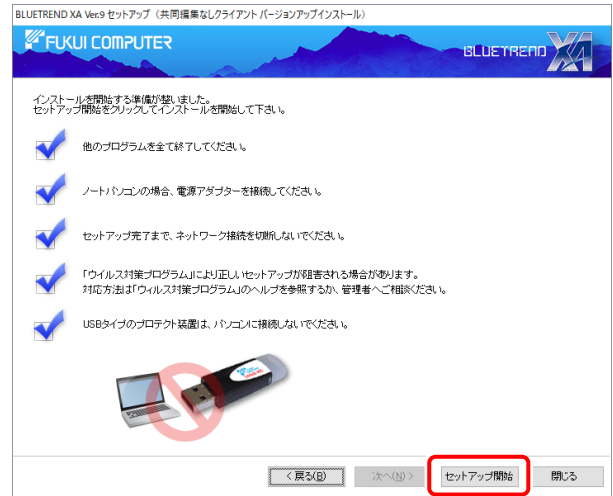 BLUETREND XA Ver.9 セットアップ（共同編集なしクライアント バージョンアップインストール）
FUKUI COMPUTER
BLUETREND XA
インストールを開始する準備が整いました。
セットアップ開始をクリックしてインストールを開始して下さい。
他のプログラムを全て終了してください。
ノートパソコンの場合、電源アダプターを接続してください。
セットアップ完了まで、ネットワーク接続を切断しないでください。
「ウイルス対策プログラム」により正しいセットアップが阻害される場合があります。
対応方法は「ウィルス対策プログラム」のヘルプを参照するか、管理者へご相談ください。
USBタイプのプロテクト装置は、パソコンに接続しないでください。
< 戻る(B)
次へ(N) >
セットアップ開始
閉じる